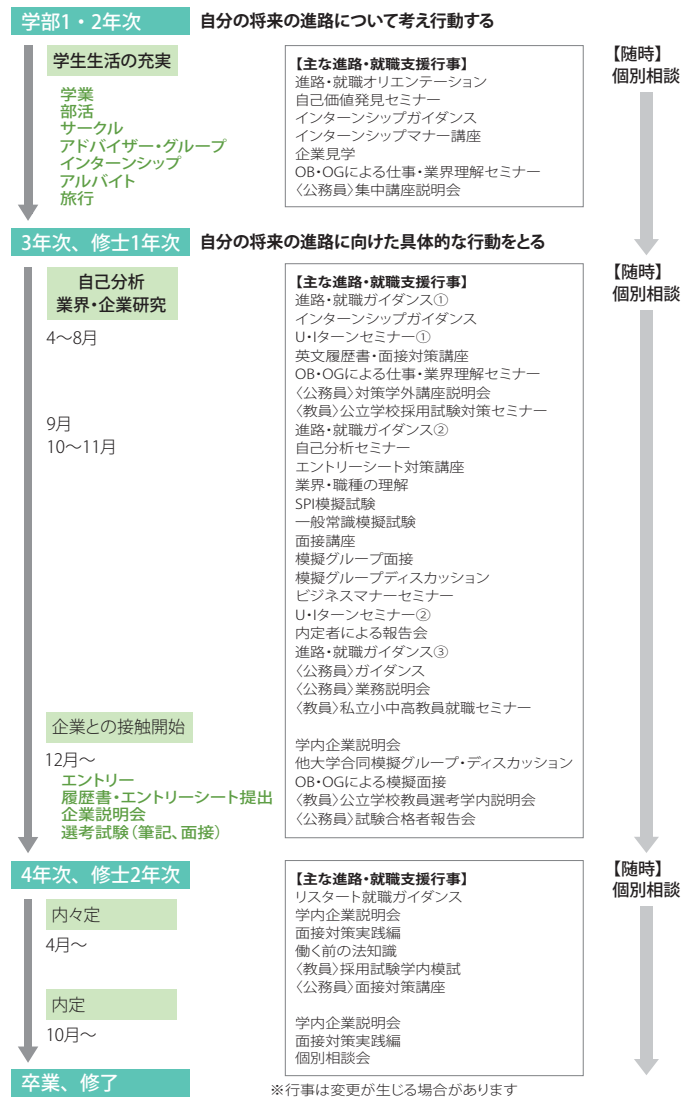 学部1・2年次
自分の将来の進路について考え行動する
学生生活の充実
学業
部活
サークル
アドバイザー・グループ
インターンシップ
アルバイト
旅行
【主な進路・就職支援行事】
進路・就職オリエンテーション
自己価値発見セミナー
インターンシップガイダンス
インターンシップマナー講座
企業見学
OB・OGによる仕事・業界理解セミナー
〈公務員〉集中講座説明会
【随時】
個別相談
3年次、修士1年次
自分の将来の進路に向けた具体的な行動をとる
自己分析
業界・企業研究
4～8月
9月
10～11月
【主な進路・就職支援行事】
進路・就職ガイダンス①
インターンシップガイダンス
U・Iターンセミナー①
英文履歴書・面接対策講座
OB・OGによる仕事・業界理解セミナー
〈公務員〉対策学外講座説明会
〈教員〉公立学校採用試験対策セミナー
進路・就職ガイダンス②
自己分析セミナー
エントリーシート対策講座
業界・職種の理解
SPI模擬試験
一般常識模擬試験
面接講座
模擬グループ面接
模擬グループディスカッション
ビジネスマナーセミナー
U・Iターンセミナー②
内定者による報告会
進路・就職ガイダンス③
〈公務員〉ガイダンス
〈公務員〉業務説明会
〈教員〉私立小中高教員就職セミナー
企業との接触開始
12月～
エントリー
履歴書・エントリーシート提出
企業説明会
選考試験（筆記、面接）
学内企業説明会
他大学合同模擬グループ・ディスカッション
OB・OGによる模擬面接
〈教員〉公立学校教員選考学内説明会
〈公務員〉試験合格者報告会
【随時】
個別相談
4年次、修士2年次
内々定
4月～
内定
10月～
【主な進路・就職支援行事】
リスタート就職ガイダンス
学内企業説明会
面接対策実践編
働く前の法知識
〈教員〉採用試験学内模試
〈公務員〉面接対策講座
学内企業説明会
面接対策実践編
個別相談会
【随時】
個別相談
卒業、修了
※行事は変更が生じる場合があります